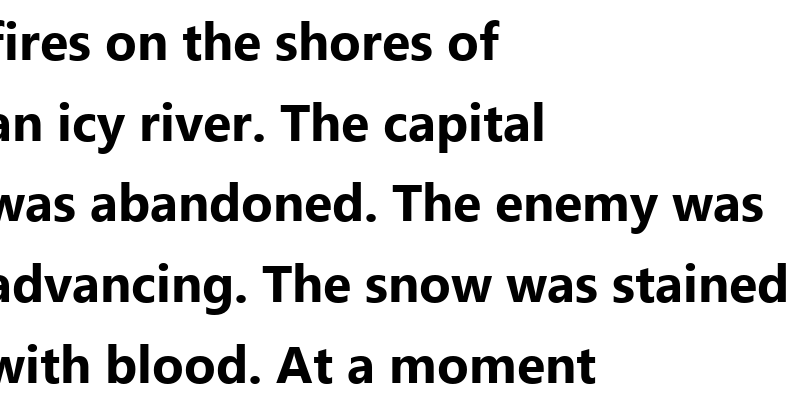 fires on the shores of
an icy river. The capital
was abandoned. The enemy was
advancing. The snow was stained
with blood. At a moment